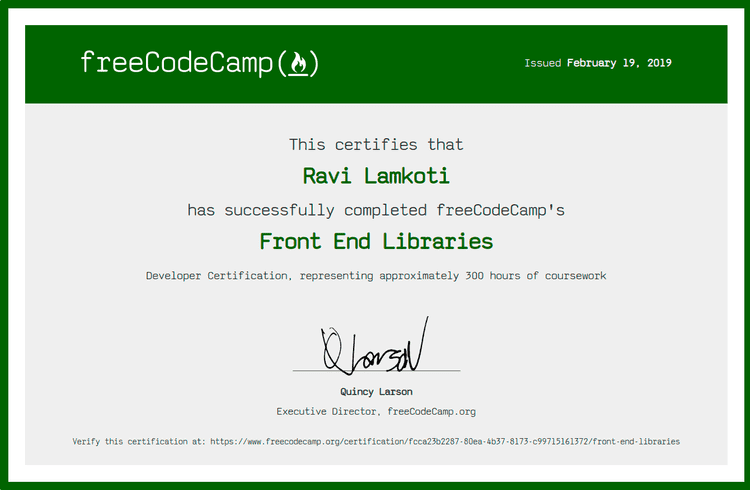 freeCodeCamp(🔥)
Issued February 19, 2019
This certifies that
Ravi Lamkoti
has successfully completed freeCodeCamp's
Front End Libraries
Developer Certification, representing approximately 300 hours of coursework
Q Larson
Quincy Larson
Executive Director, freeCodeCamp.org
Verify this certification at: https://www.freecodecamp.org/certification/fcca23b2287-80ea-4b37-8173-c99715161372/front-end-libraries